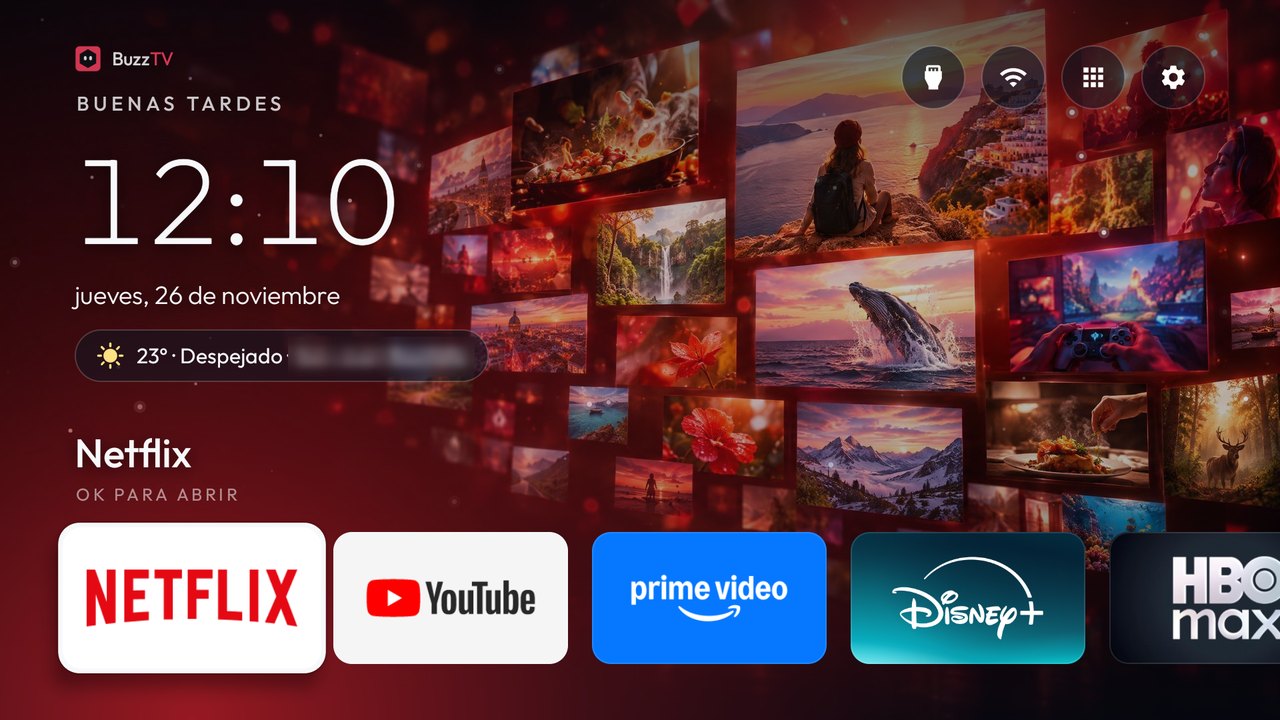 BuzzTV
BUENAS TARDES
12:10
jueves, 26 de noviembre
23° · Despejado ·
Netflix
OK PARA ABRIR
NETFLIX
YouTube
prime video
Disney+
HBO
max